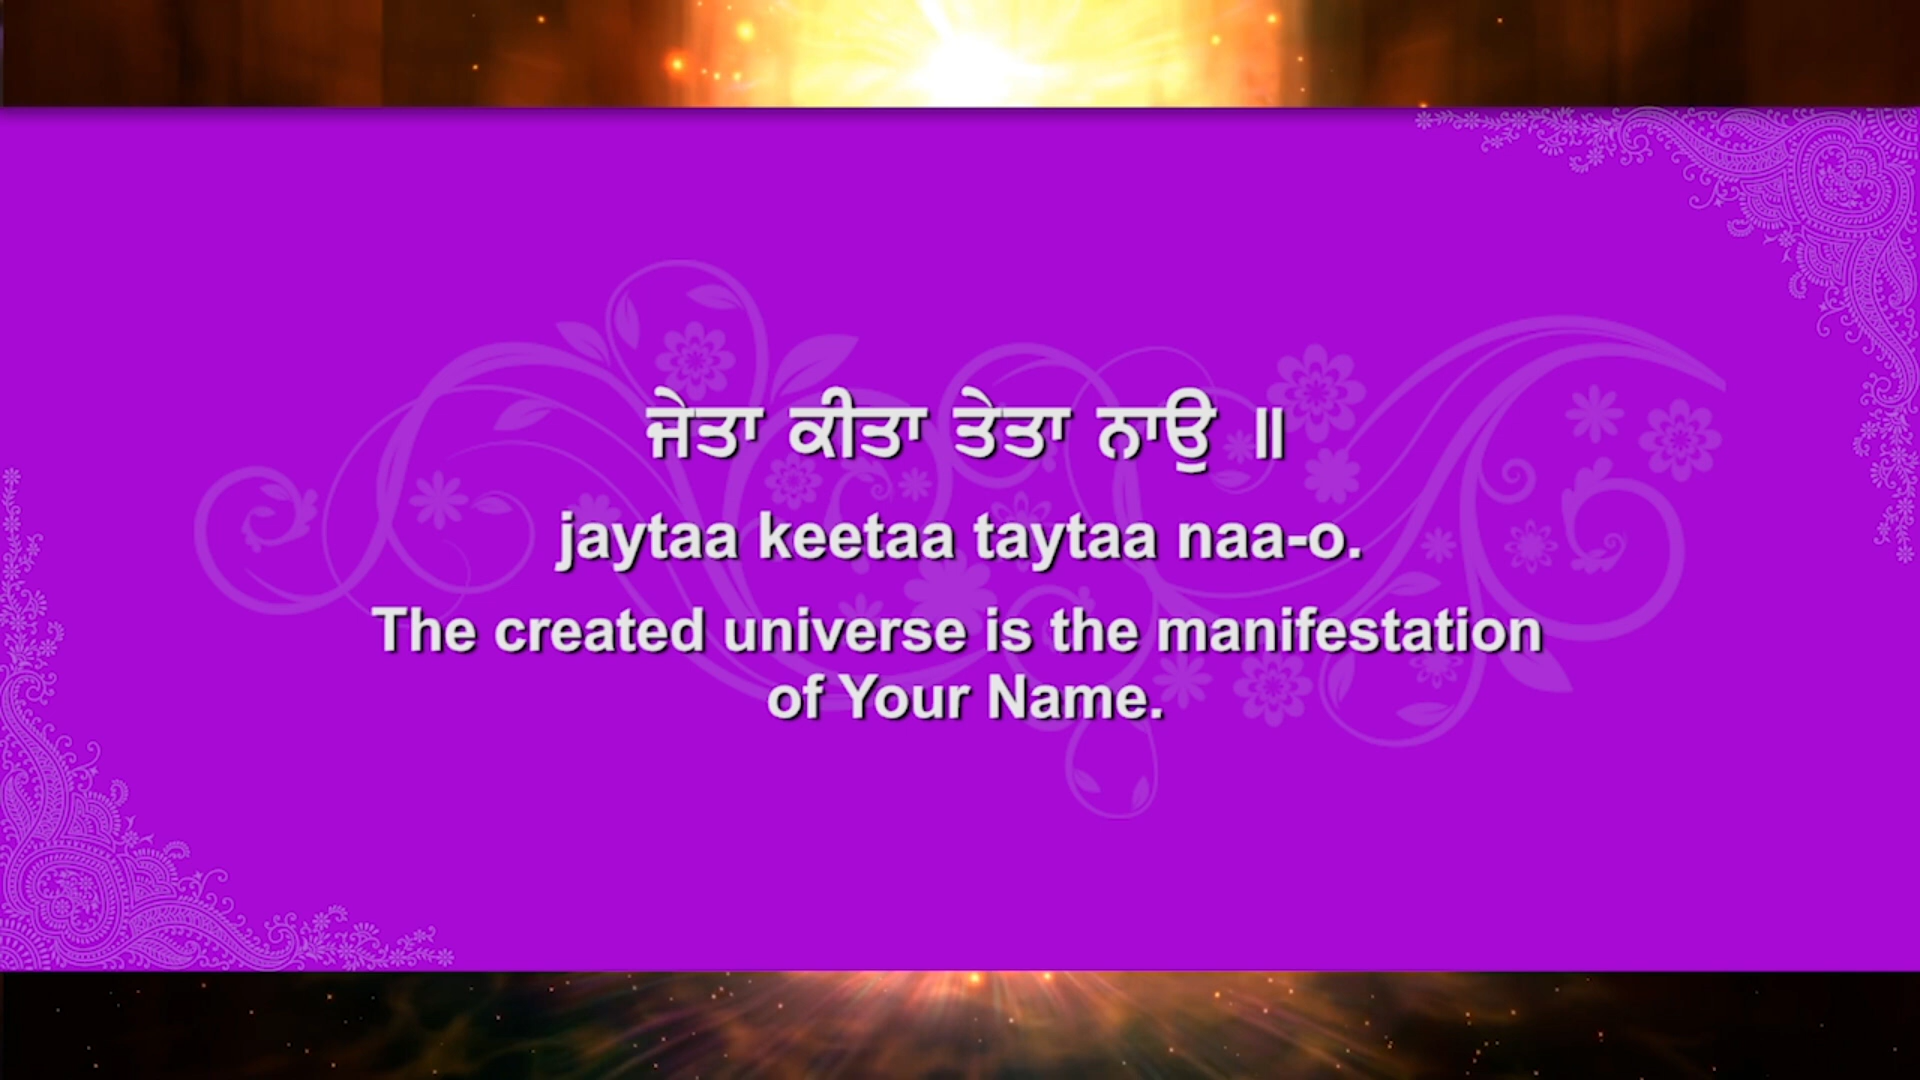 ਜੇਤਾ ਕੀਤਾ ਤੇਤਾ ਨਾਉ ॥
jaytaa keetaa taytaa naa-o.
The created universe is the manifestation
of Your Name.